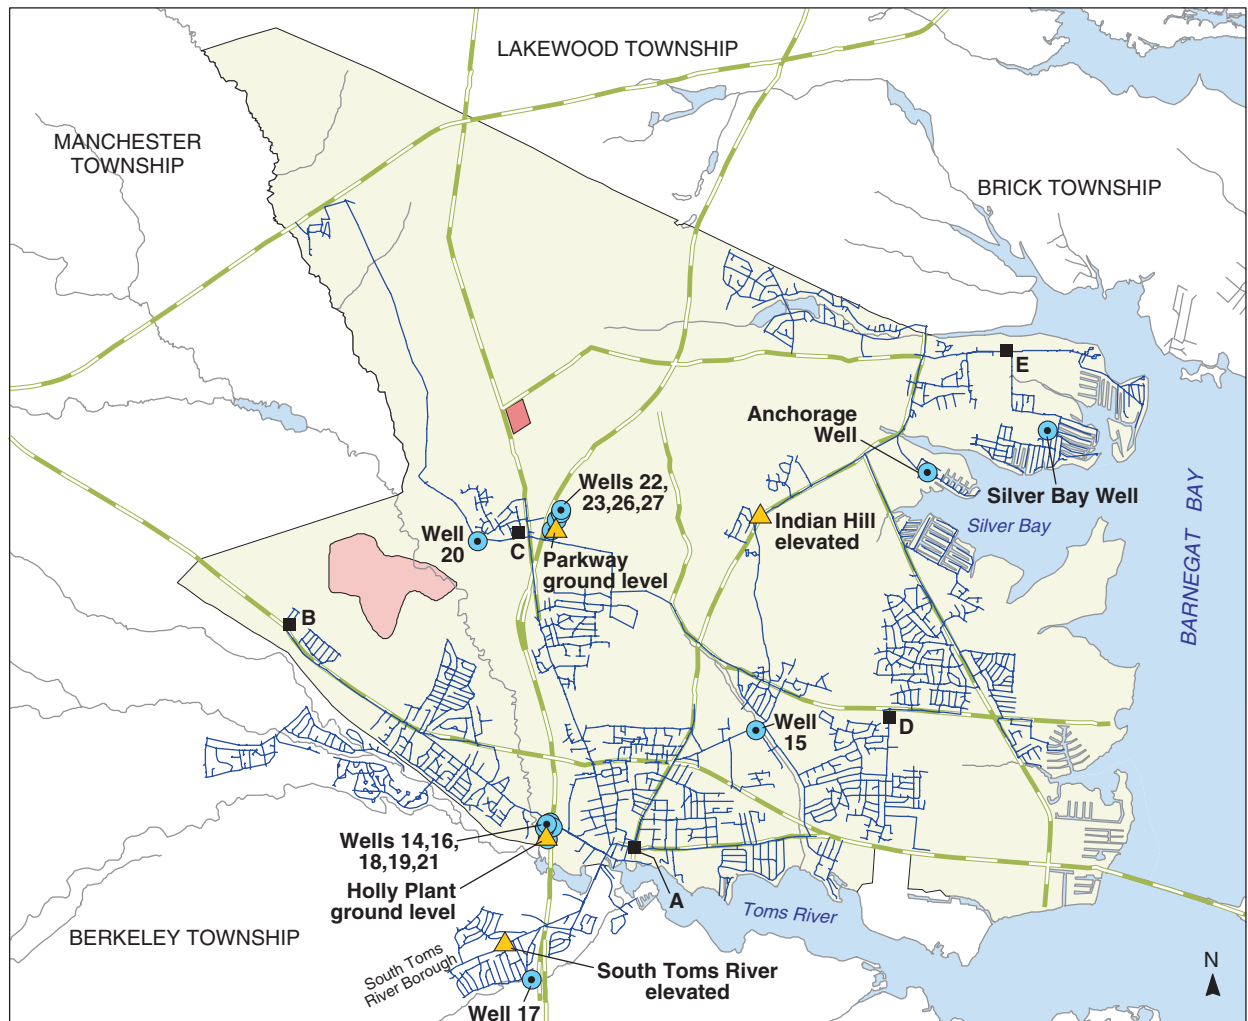 LAKEWOOD TOWNSHIP
MANCHESTER
TOWNSHIP
BRICK TOWNSHIP
E
Anchorage
Well
Wells 22,
23,26,27
Silver Bay Well
Silver Bay
Indian Hill
elevated
Well
20
C
Parkway
ground level
BARNEGAT BAY
B
Well
15
D
Wells 14,16,
18,19,21
Holly Plant
ground level
A
Toms River
BERKELEY TOWNSHIP
South Toms
River Borough
South Toms River
elevated
N
Well 17